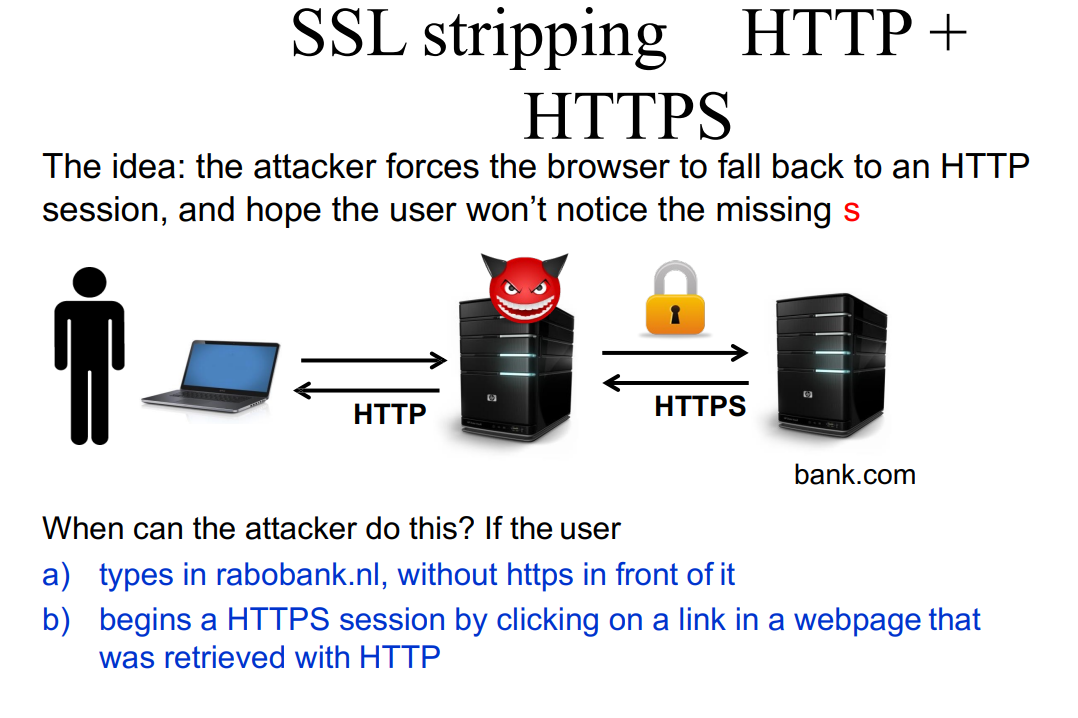 SSL stripping HTTP +
HTTPS
The idea: the attacker forces the browser to fall back to an HTTP
session, and hope the user won’t notice the missing s
HTTP
HTTPS
bank.com
When can the attacker do this? If the user
a) types in rabobank.nl, without https in front of it
b) begins a HTTPS session by clicking on a link in a webpage that
was retrieved with HTTP